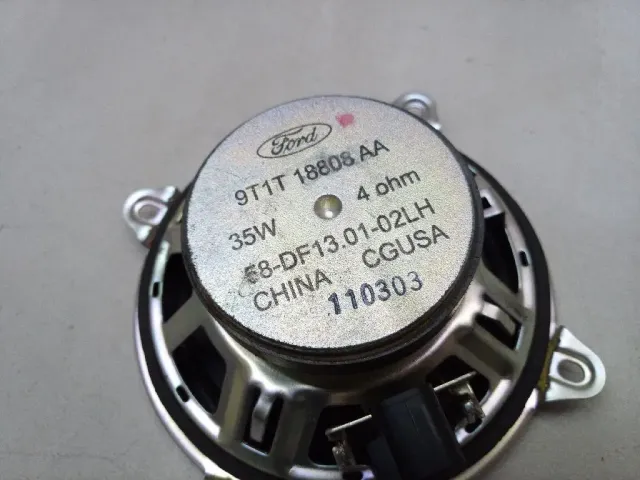 Ford
9T1T 18808 AA
35W 4 ohm
58-DF13.01-02LH
CHINA CGUSA
110303